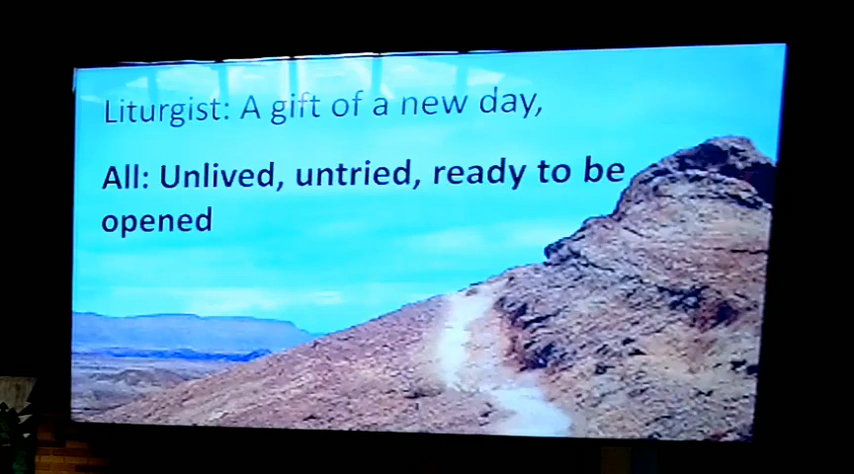 Liturgist: A gift of a new day,
All: Unlived, untried, ready to be
opened